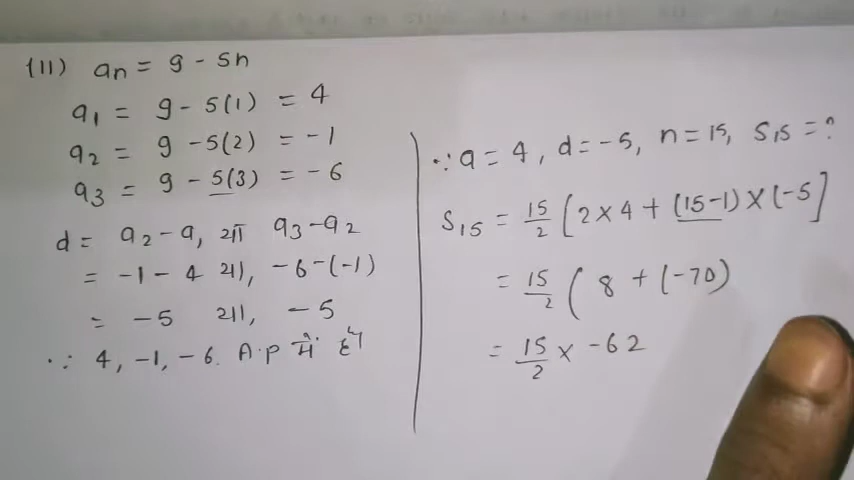 (11) an = 9 - 5n
a1 = 9 - 5(1) = 4
a2 = 9 - 5(2) = -1
a3 = 9 - 5(3) = -6
d = a2 - a, या a3 - a2
= -1 - 4 या, -6 - (-1)
= -5 या, -5
∵ 4, -1, -6. A.P में है
∵ a = 4, d = -5, n = 15, S15 = ?
S15 = 15/2 [2 × 4 + (15-1) × (-5]
= 15/2 ( 8 + (-70)
= 15/2 × -62